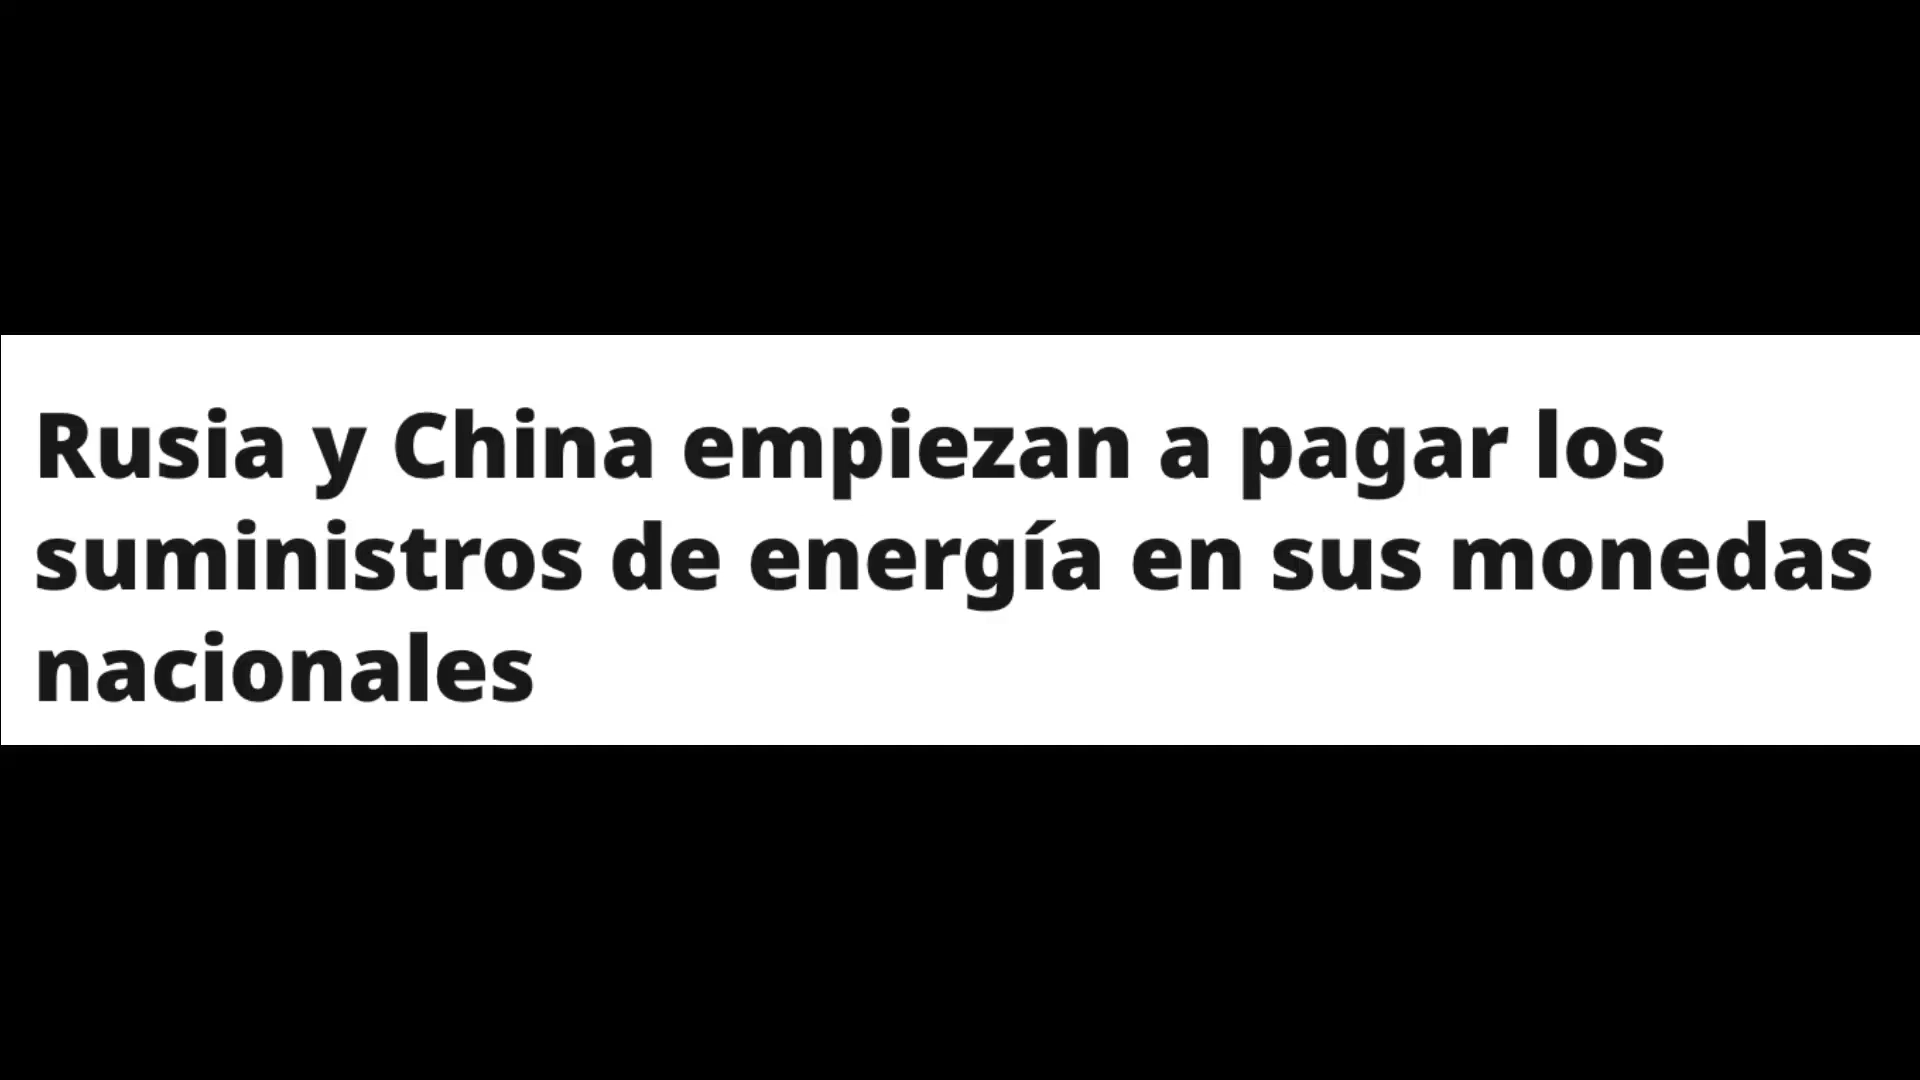 Rusia y China empiezan a pagar los
suministros de energía en sus monedas
nacionales